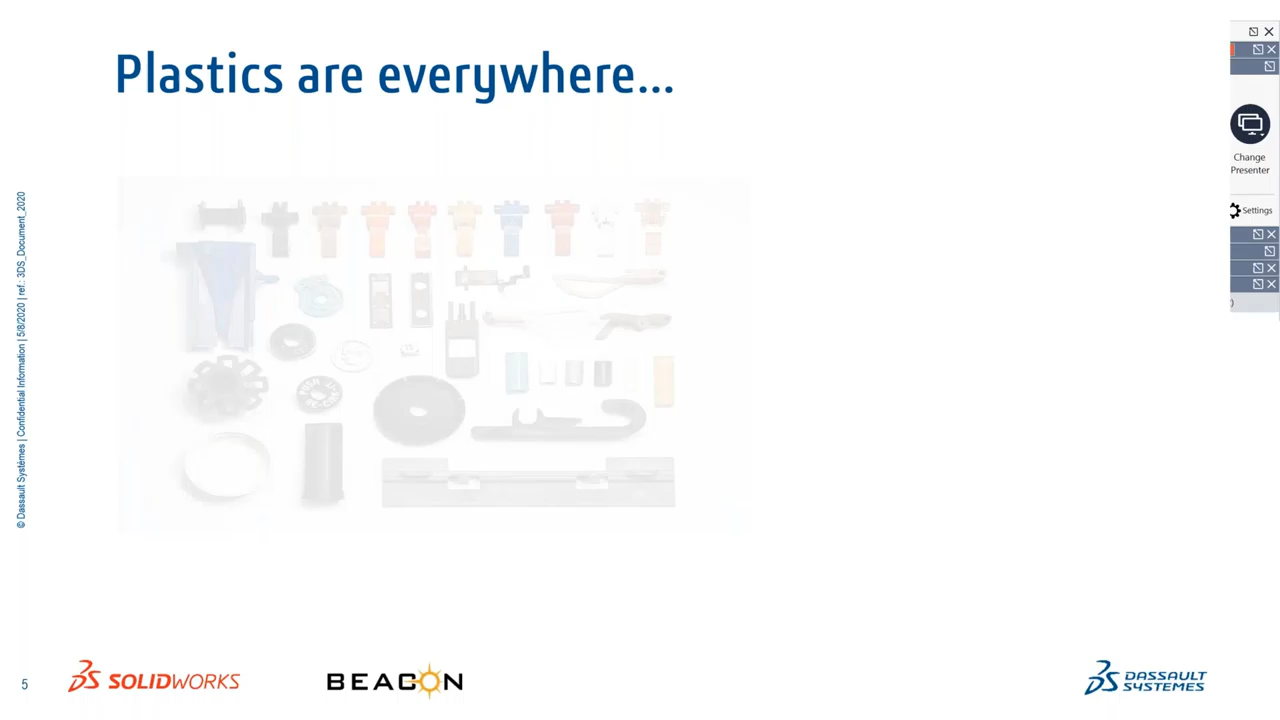 Plastics are everywhere...
© Dassault Systèmes | Confidential Information | 5/8/2020 | ref.: 3DS_Document_2020
Change
Presenter
Settings
)
5
SOLIDWORKS
BEACON
DASSAULT
SYSTEMES